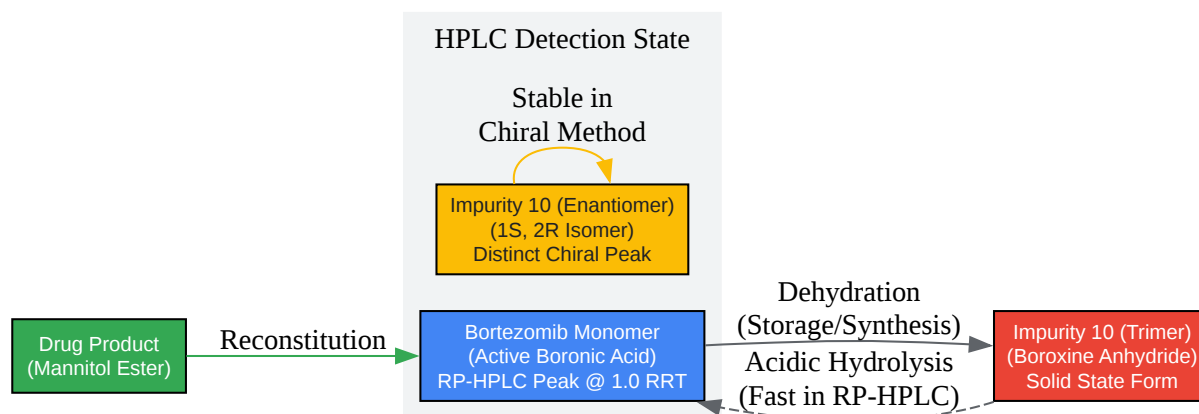 HPLC Detection State
Stable in
Chiral Method
Impurity 10 (Enantiomer)
(1S, 2R Isomer)
Distinct Chiral Peak
Drug Product
(Mannitol Ester)
Reconstitution
Bortezomib Monomer
(Active Boronic Acid)
RP-HPLC Peak @ 1.0 RRT
Dehydration
(Storage/Synthesis)
Acidic Hydrolysis
(Fast in RP-HPLC)
Impurity 10 (Trimer)
(Boroxine Anhydride)
Solid State Form